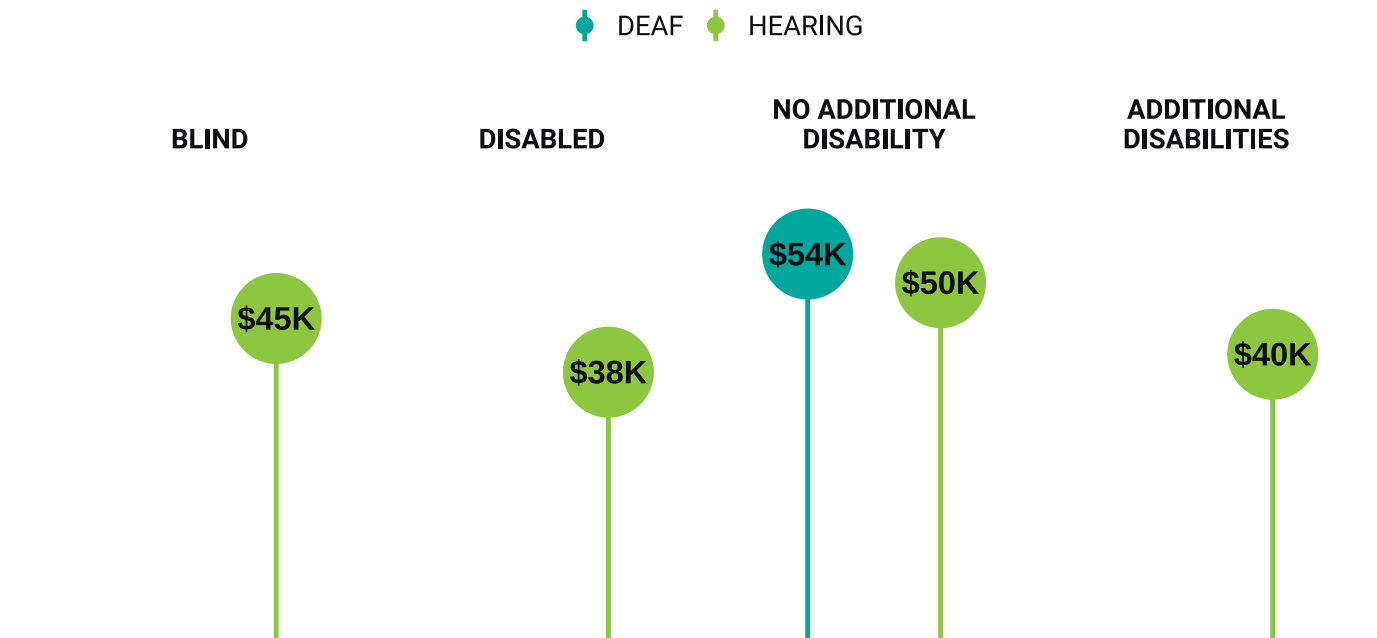 DEAF HEARING
BLIND
DISABLED
NO ADDITIONAL
DISABILITY
ADDITIONAL
DISABILITIES
$45K
$38K
$54K
$50K
$40K